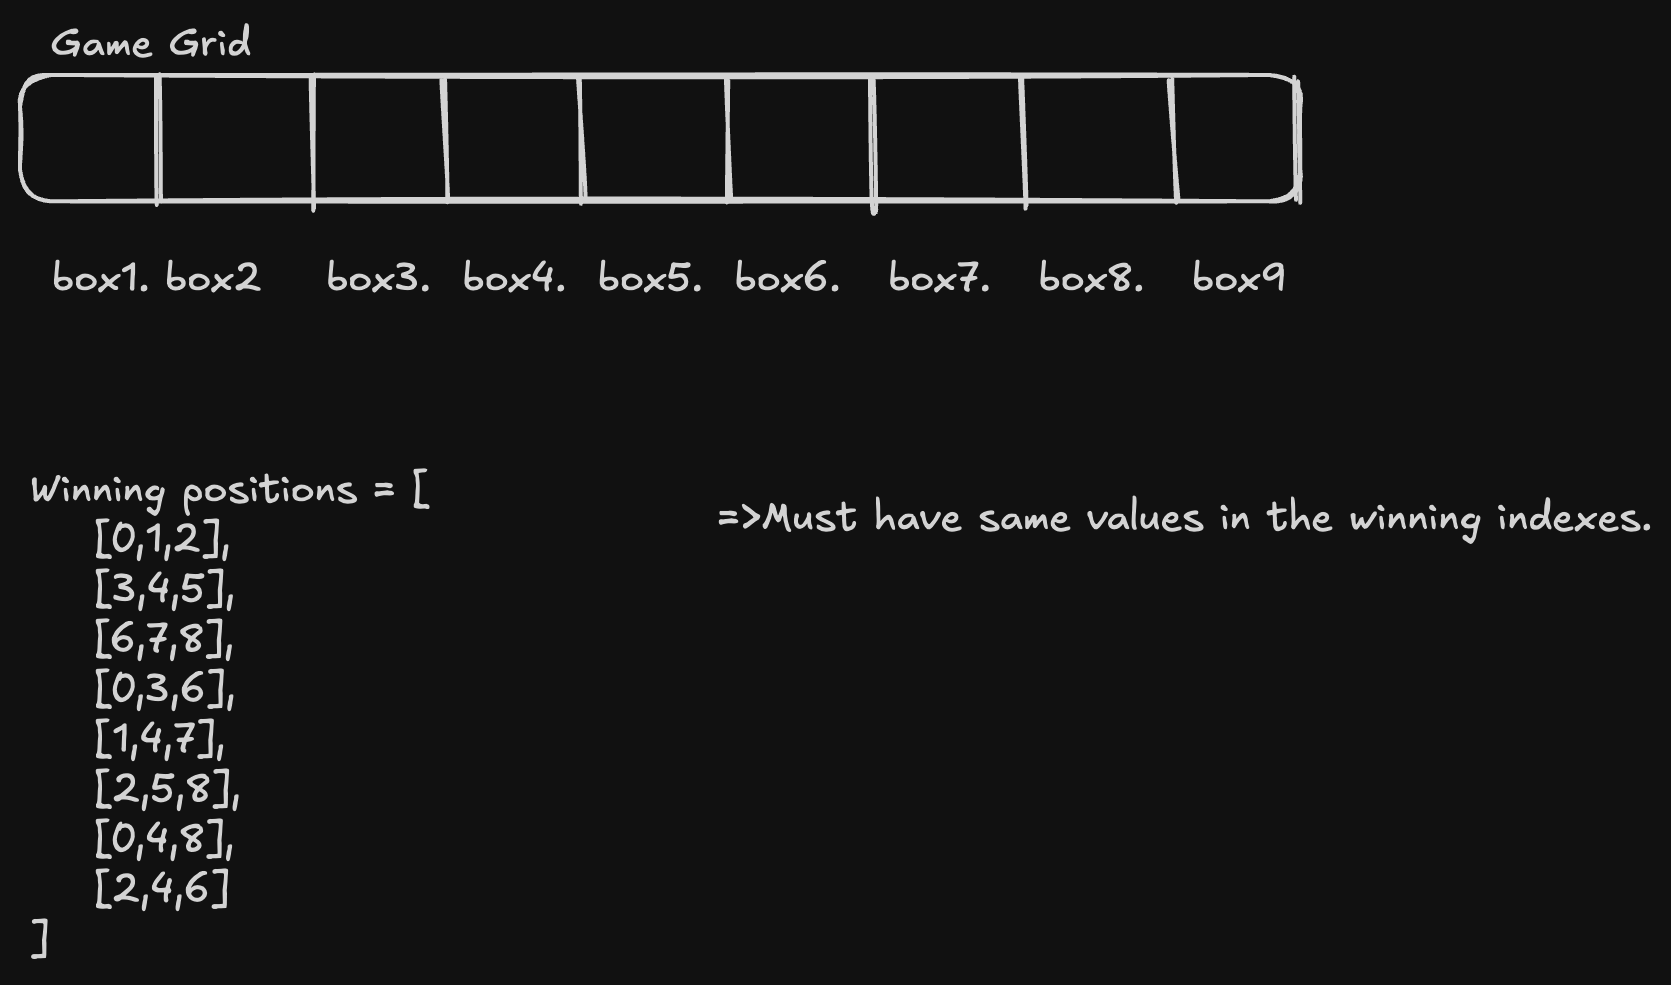 Game Grid
box1. box2 box3. box4. box5. box6. box7. box8. box9
Winning positions = [
=>Must have same values in the winning indexes.
[0,1,2],
[3,4,5],
[6,7,8],
[0,3,6],
[1,4,7],
[2,5,8],
[0,4,8],
[2,4,6]
]